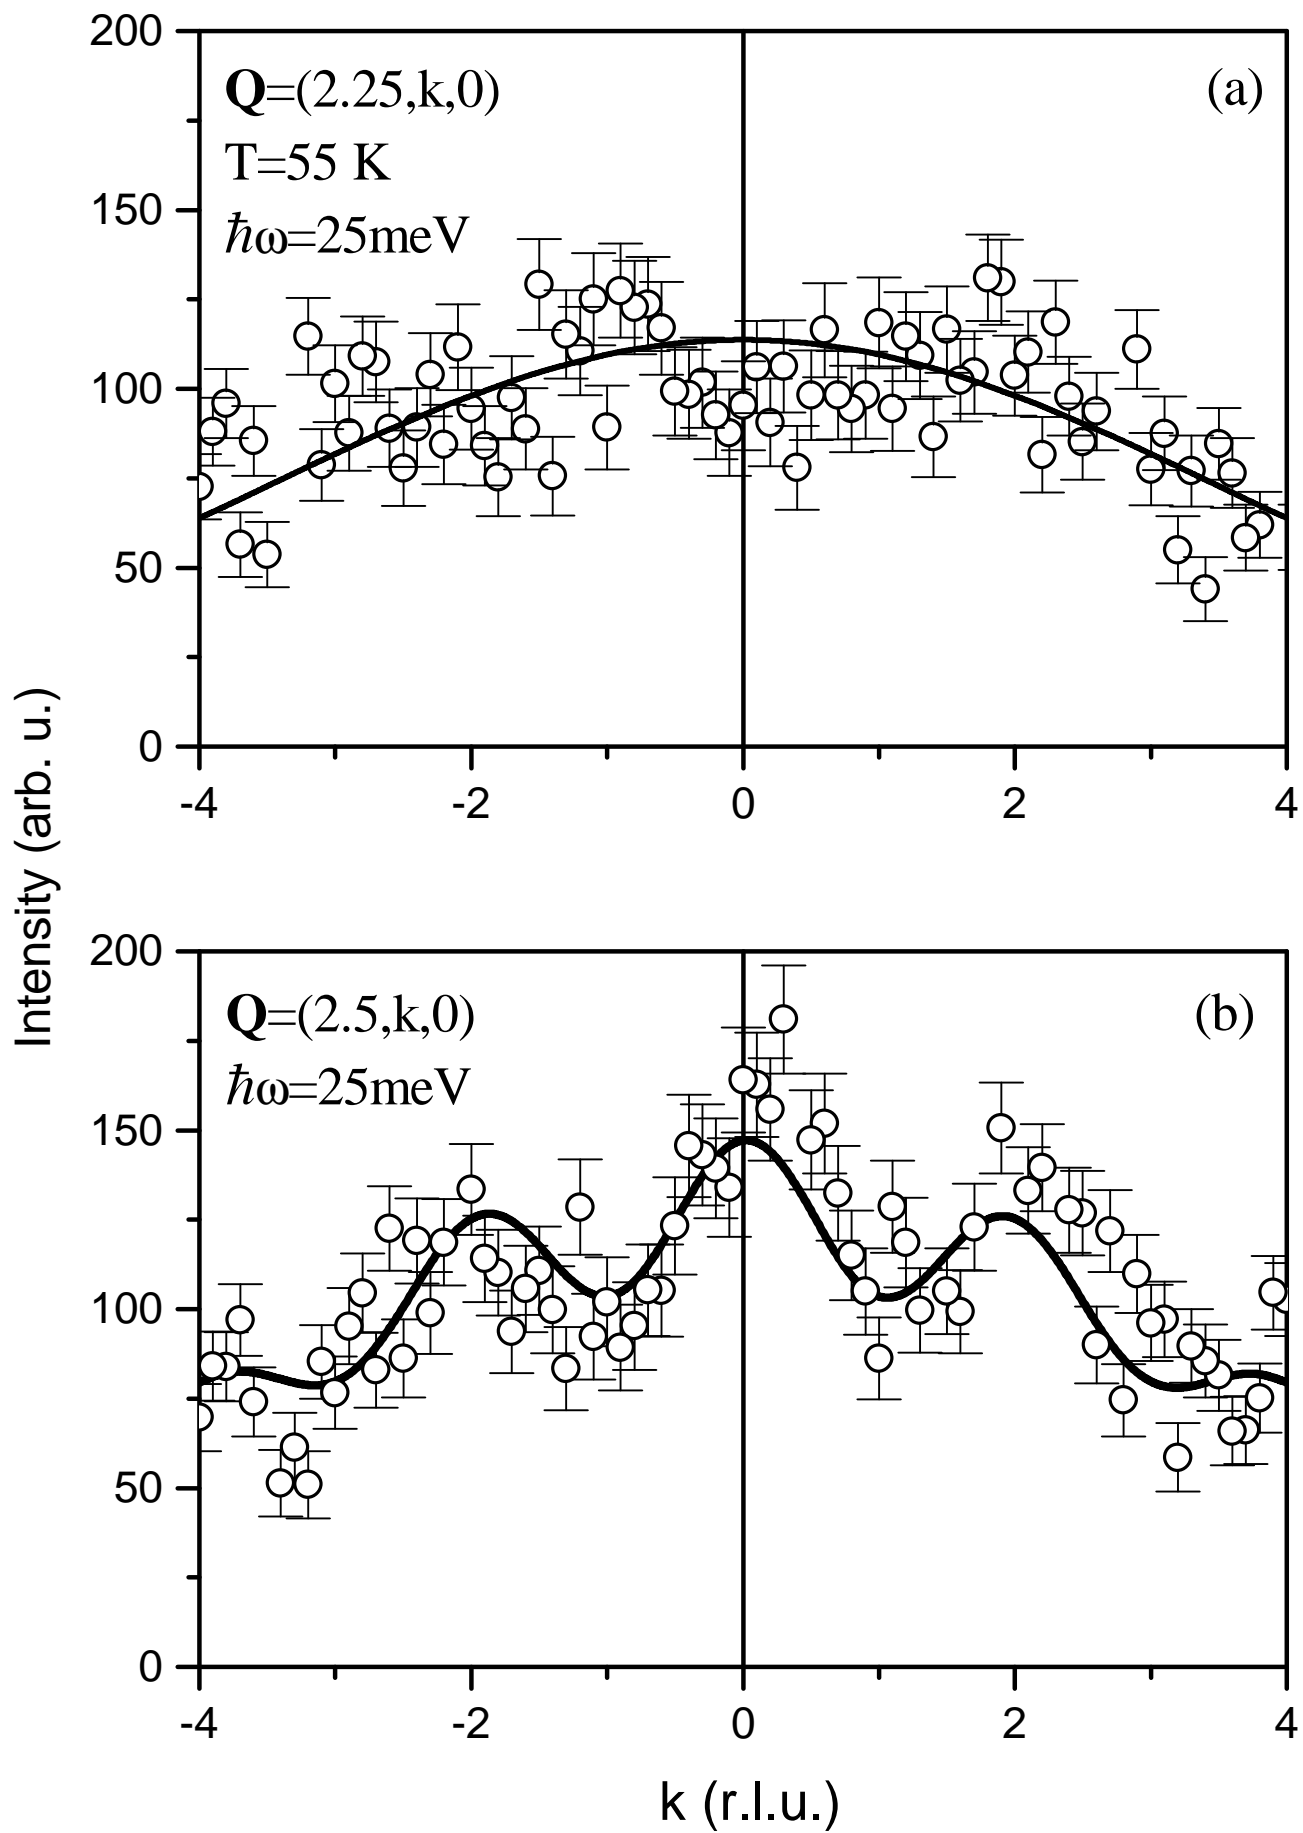 200
150
100
50
0
-4
-2
0
2
4
Q=(2.25,k,0)
T=55 K
ħω=25meV
(a)
Intensity (arb. u.)
200
150
100
50
0
-4
-2
0
2
4
Q=(2.5,k,0)
ħω=25meV
(b)
k (r.l.u.)